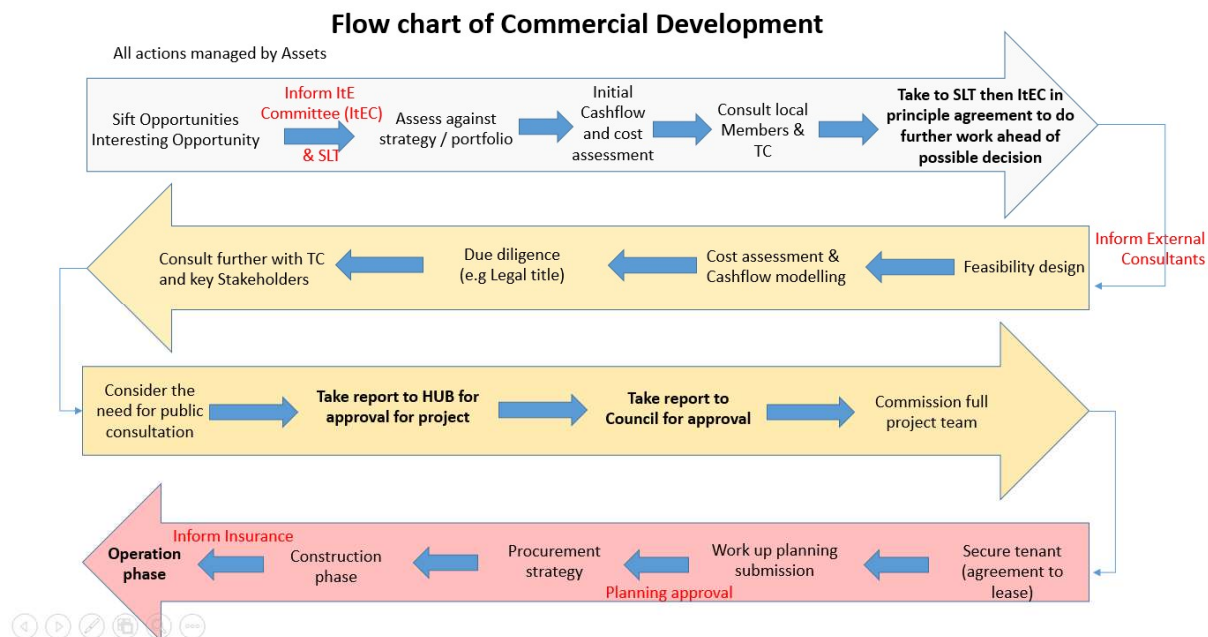 Flow chart of Commercial Development
All actions managed by Assets
Sift Opportunities
Interesting Opportunity
Inform ItE
Committee (ItEC)
& SLT
Assess against
strategy / portfolio
Initial
Cashflow
and cost
assessment
Consult local
Members &
TC
Take to SLT then ItEC in
principle agreement to do
further work ahead of
possible decision
Inform External
Consultants
Feasibility design
Cost assessment &
Cashflow modelling
Due diligence
(e.g Legal title)
Consult further with TC
and key Stakeholders
Consider the
need for public
consultation
Take report to HUB for
approval for project
Take report to
Council for approval
Commission full
project team
Secure tenant
(agreement to
lease)
Work up planning
submission
Planning approval
Procurement
strategy
Construction
phase
Inform Insurance
Operation
phase